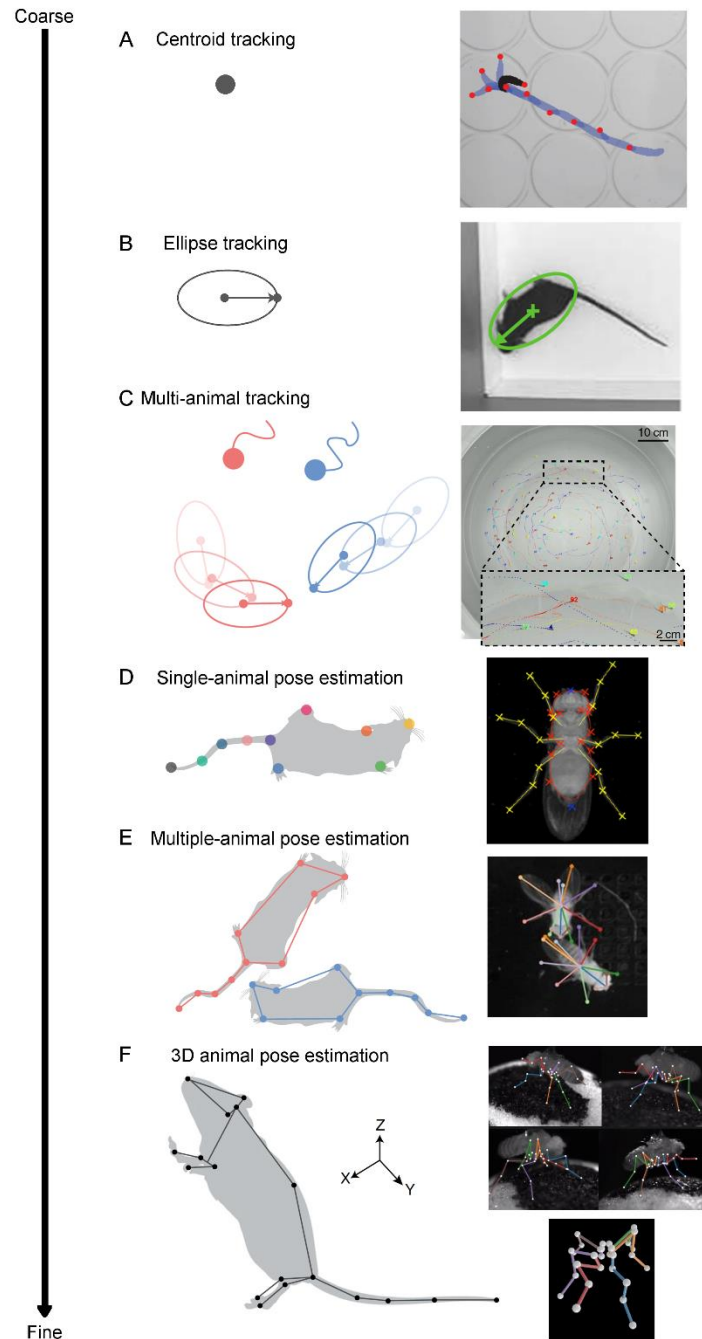 Coarse
A Centroid tracking
B Ellipse tracking
C Multi-animal tracking
10 cm
2 cm
D Single-animal pose estimation
E Multiple-animal pose estimation
F 3D animal pose estimation
Z
X
Y
Fine